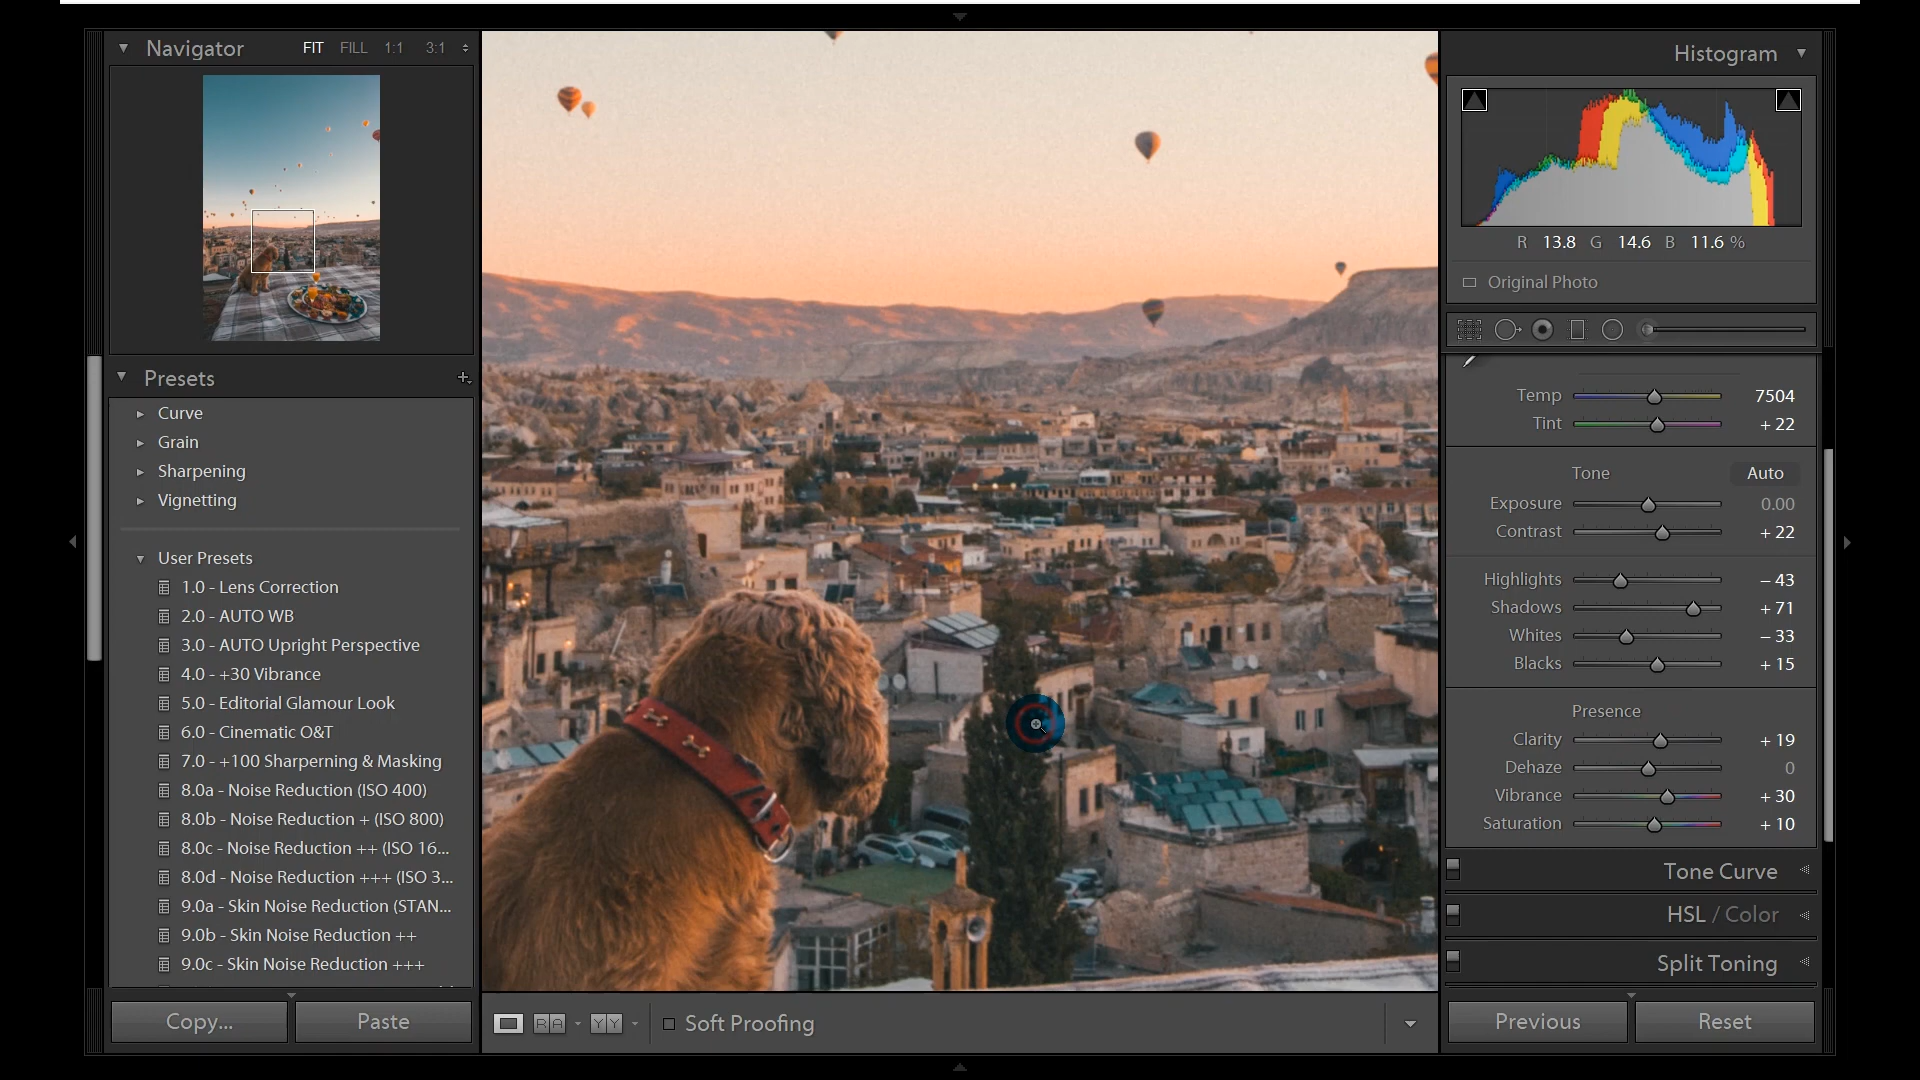 Navigator FIT FILL 1:1 3:1
Presets
Curve
Grain
Sharpening
Vignetting
User Presets
1.0 - Lens Correction
2.0 - AUTO WB
3.0 - AUTO Upright Perspective
4.0 - +30 Vibrance
5.0 - Editorial Glamour Look
6.0 - Cinematic O&T
7.0 - +100 Sharperning & Masking
8.0a - Noise Reduction (ISO 400)
8.0b - Noise Reduction + (ISO 800)
8.0c - Noise Reduction ++ (ISO 16...
8.0d - Noise Reduction +++ (ISO 3...
9.0a - Skin Noise Reduction (STAN...
9.0b - Skin Noise Reduction ++
9.0c - Skin Noise Reduction +++
Copy... Paste
RA YY Soft Proofing
Histogram
R 13.8 G 14.6 B 11.6 %
Original Photo
Temp 7504
Tint + 22
Tone Auto
Exposure 0.00
Contrast + 22
Highlights – 43
Shadows + 71
Whites – 33
Blacks + 15
Presence
Clarity + 19
Dehaze 0
Vibrance + 30
Saturation + 10
Tone Curve
HSL / Color
Split Toning
Previous Reset